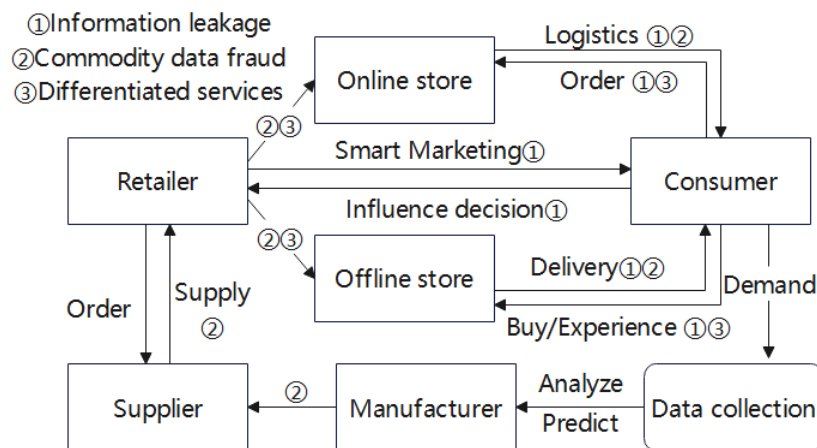 ①Information leakage
②Commodity data fraud
③Differentiated services
Online store
Logistics ①②
Order ①③
②③
Retailer
Smart Marketing①
Influence decision①
Consumer
②③
Offline store
Delivery①②
Buy/Experience ①③
Demand
Order
Supply
②
Supplier
②
Manufacturer
Analyze
Predict
Data collection